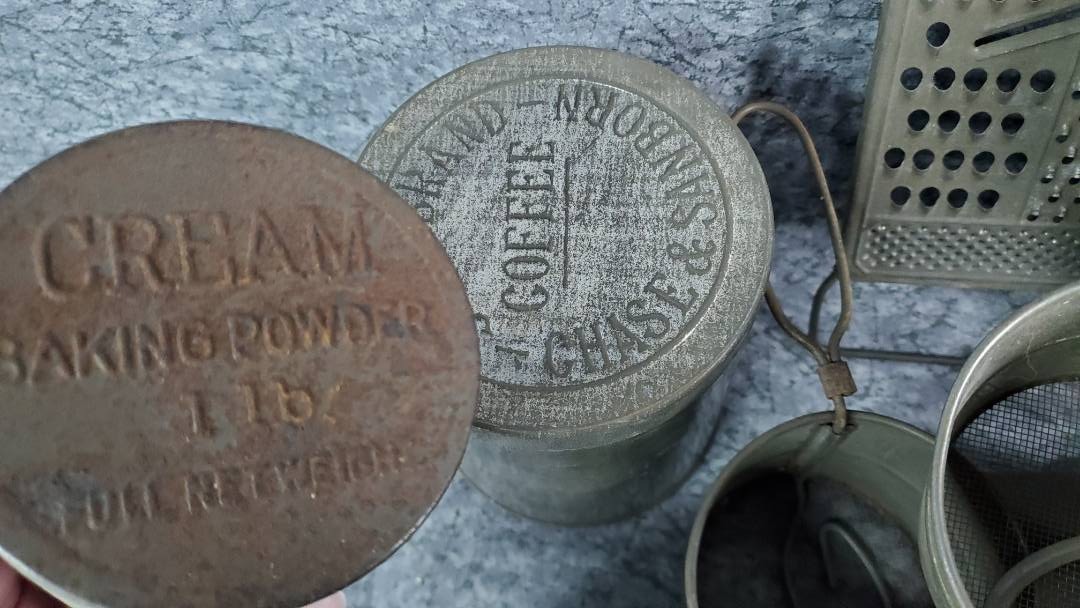 CREAM
BAKING POWDER
1 lb.
FULL NET WEIGHT
CHASE & SANBORN -
BRAND
COFFEE